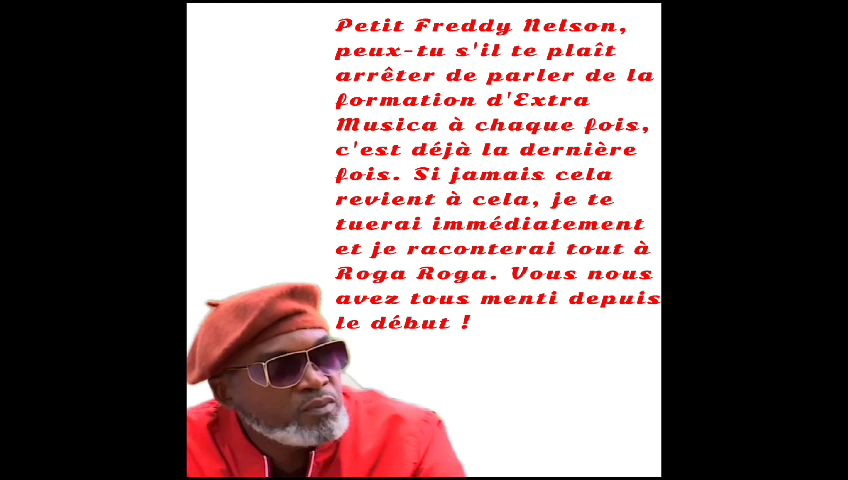 Petit Freddy Nelson,
peux-tu s'il te plaît
arrêter de parler de la
formation d'Extra
Musica à chaque fois,
c'est déjà la dernière
fois. Si jamais cela
revient à cela, je te
tuerai immédiatement
et je raconterai tout à
Roga Roga. Vous nous
avez tous menti depuis
le début !